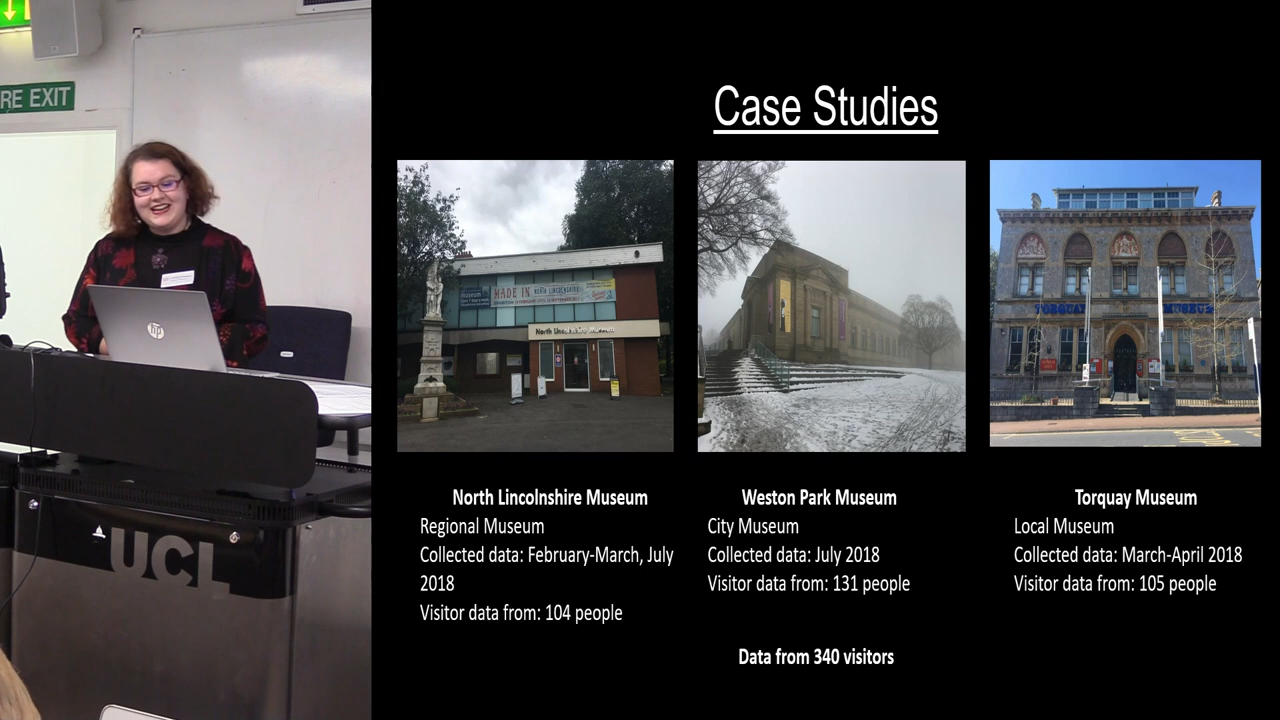 RE EXIT
hp
UCL
Case Studies
MADE IN NORTH LINCOLNSHIRE
North Lincolnshire Museum
TORQUAY MUSEUM
North Lincolnshire Museum
Regional Museum
Collected data: February-March, July
2018
Visitor data from: 104 people
Weston Park Museum
City Museum
Collected data: July 2018
Visitor data from: 131 people
Torquay Museum
Local Museum
Collected data: March-April 2018
Visitor data from: 105 people
Data from 340 visitors